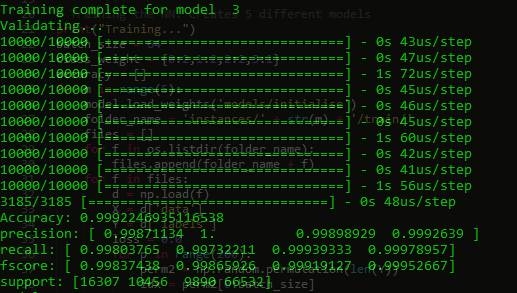 Training complete for model  3
Validating...
10000/10000 [==============================] - 0s 43us/step
10000/10000 [==============================] - 0s 47us/step
10000/10000 [==============================] - 1s 72us/step
10000/10000 [==============================] - 0s 45us/step
10000/10000 [==============================] - 0s 46us/step
10000/10000 [==============================] - 0s 45us/step
10000/10000 [==============================] - 1s 60us/step
10000/10000 [==============================] - 0s 42us/step
10000/10000 [==============================] - 0s 41us/step
10000/10000 [==============================] - 1s 56us/step
3185/3185 [==============================] - 0s 48us/step
Accuracy: 0.9992246935116538
precision: [ 0.99871134  1.          0.99898929  0.9992639 ]
recall: [ 0.99803765  0.99732211  0.99939333  0.99978957]
fscore: [ 0.99837438  0.99865926  0.99919127  0.99952667]
support: [16307 10456  9890 66532]